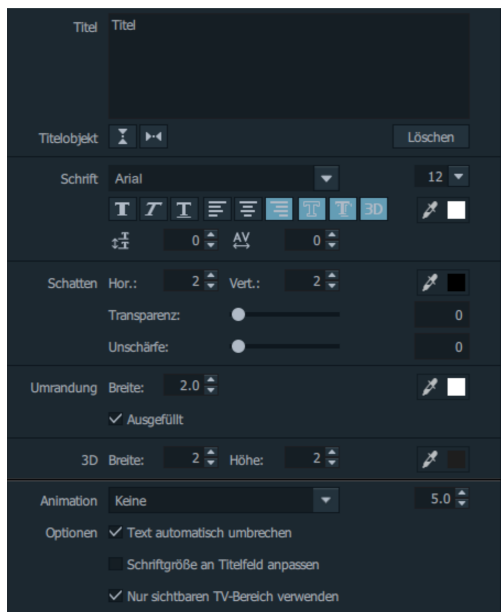 Titel Titel
Titelobjekt Löschen
Schrift Arial 12
T T T T T 3D
0 AV 0
Schatten Hor.: 2 Vert.: 2
Transparenz: 0
Unschärfe: 0
Umrandung Breite: 2.0
Ausgefüllt
3D Breite: 2 Höhe: 2
Animation Keine 5.0
Optionen Text automatisch umbrechen
Schriftgröße an Titelfeld anpassen
Nur sichtbaren TV-Bereich verwenden